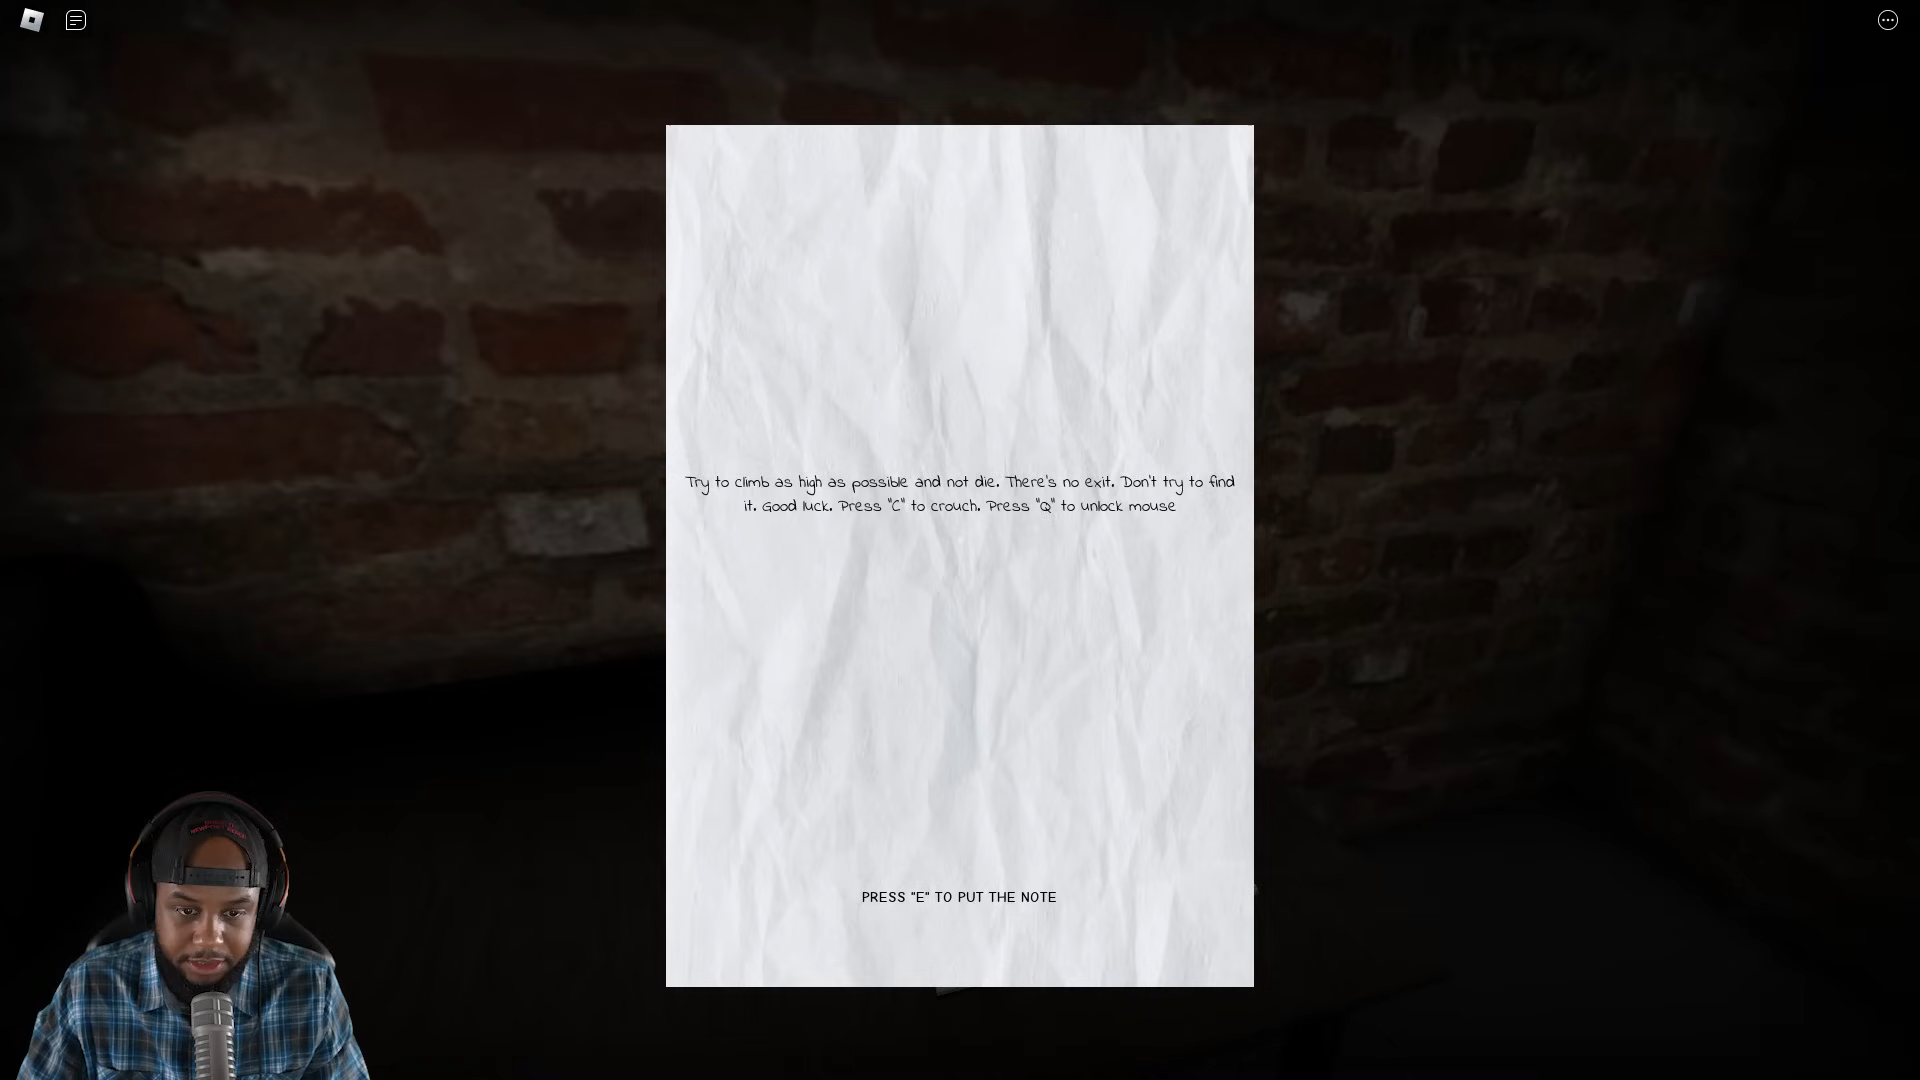 Try to climb as high as possible and not die. There's no exit. Don't try to find
it. Good luck. Press "C" to crouch. Press "Q" to unlock mouse
PRESS "E" TO PUT THE NOTE